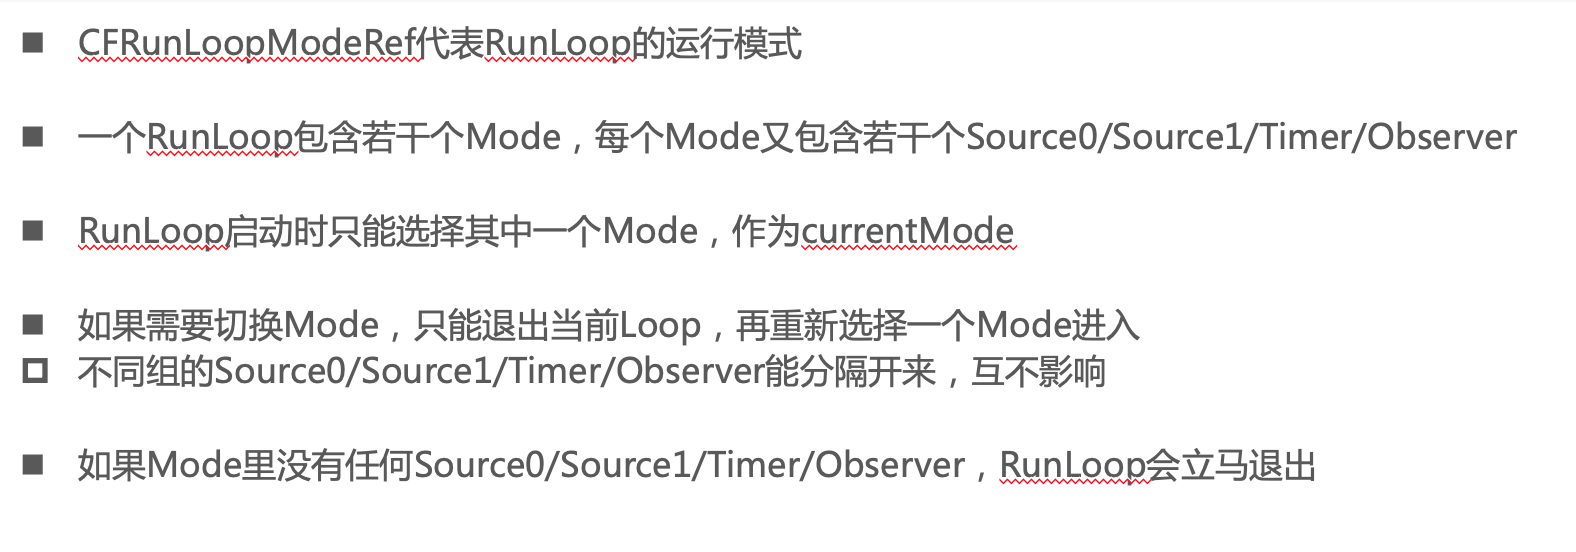 CFRunLoopModeRef代表RunLoop的运行模式
一个RunLoop包含若干个Mode，每个Mode又包含若干个Source0/Source1/Timer/Observer
RunLoop启动时只能选择其中一个Mode，作为currentMode
如果需要切换Mode，只能退出当前Loop，再重新选择一个Mode进入
不同组的Source0/Source1/Timer/Observer能分隔开来，互不影响
如果Mode里没有任何Source0/Source1/Timer/Observer，RunLoop会立马退出